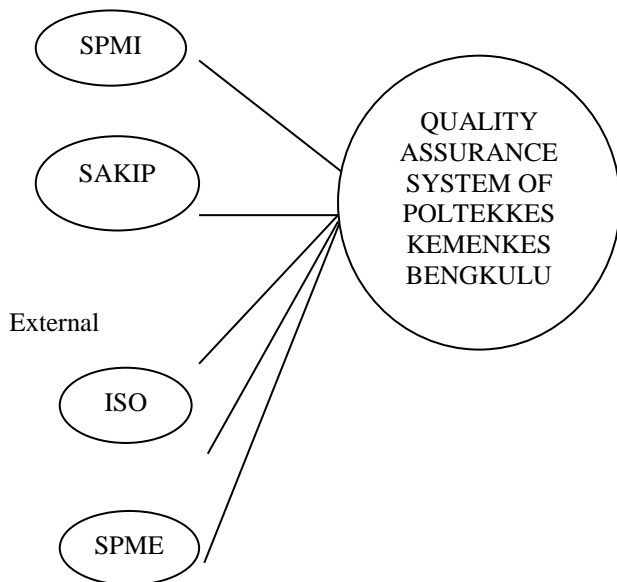 SPMI
SAKIP
External
ISO
SPME
QUALITY
ASSURANCE
SYSTEM OF
POLTEKKES
KEMENKES
BENGKULU